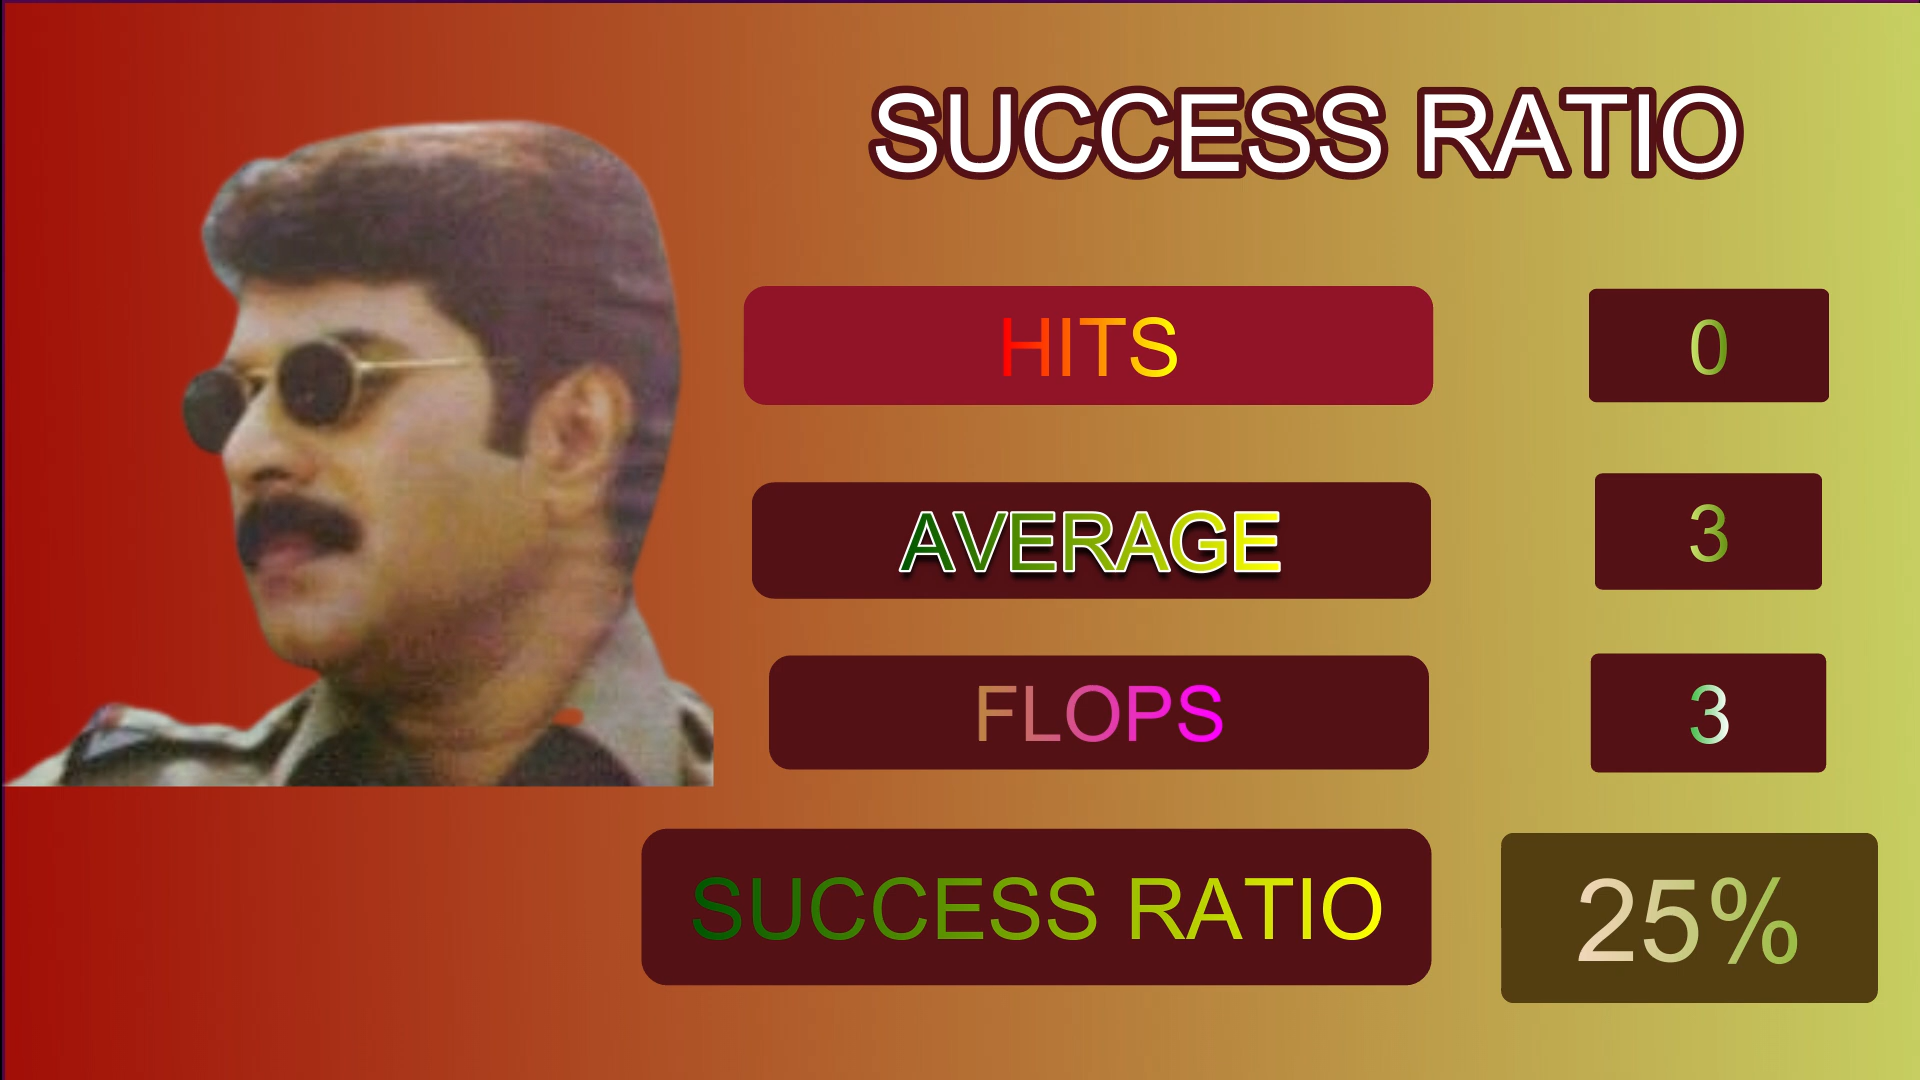 SUCCESS RATIO
HITS 0
AVERAGE 3
FLOPS 3
SUCCESS RATIO 25%